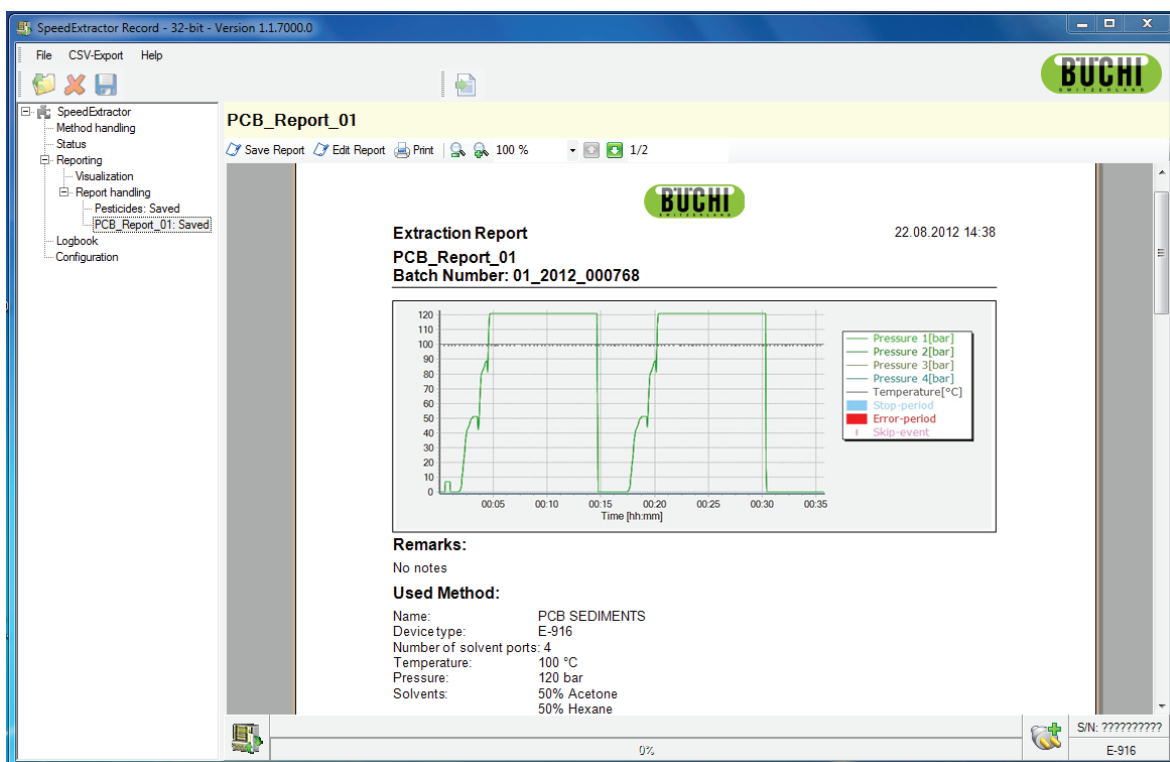 SpeedExtractor Record - 32-bit - Version 1.1.7000.0
File CSV-Export Help
BÜCHI
SWITZERLAND
SpeedExtractor
Method handling
Status
Reporting
Visualization
Report handling
Pesticides: Saved
PCB_Report_01: Saved
Logbook
Configuration
PCB_Report_01
Save Report Edit Report Print 100 % 1/2
BÜCHI
SWITZERLAND
Extraction Report 22.08.2012 14:38
PCB_Report_01
Batch Number: 01_2012_000768
120
110
100
90
80
70
60
50
40
30
20
10
0
00:05 00:10 00:15 00:20 00:25 00:30 00:35
Time [hh:mm]
Pressure 1[bar]
Pressure 2[bar]
Pressure 3[bar]
Pressure 4[bar]
Temperature[°C]
Stop-period
Error-period
Skip-event
Remarks:
No notes
Used Method:
Name: PCB SEDIMENTS
Device type: E-916
Number of solvent ports: 4
Temperature: 100 °C
Pressure: 120 bar
Solvents: 50% Acetone
50% Hexane
0%
S/N: ??????????
E-916